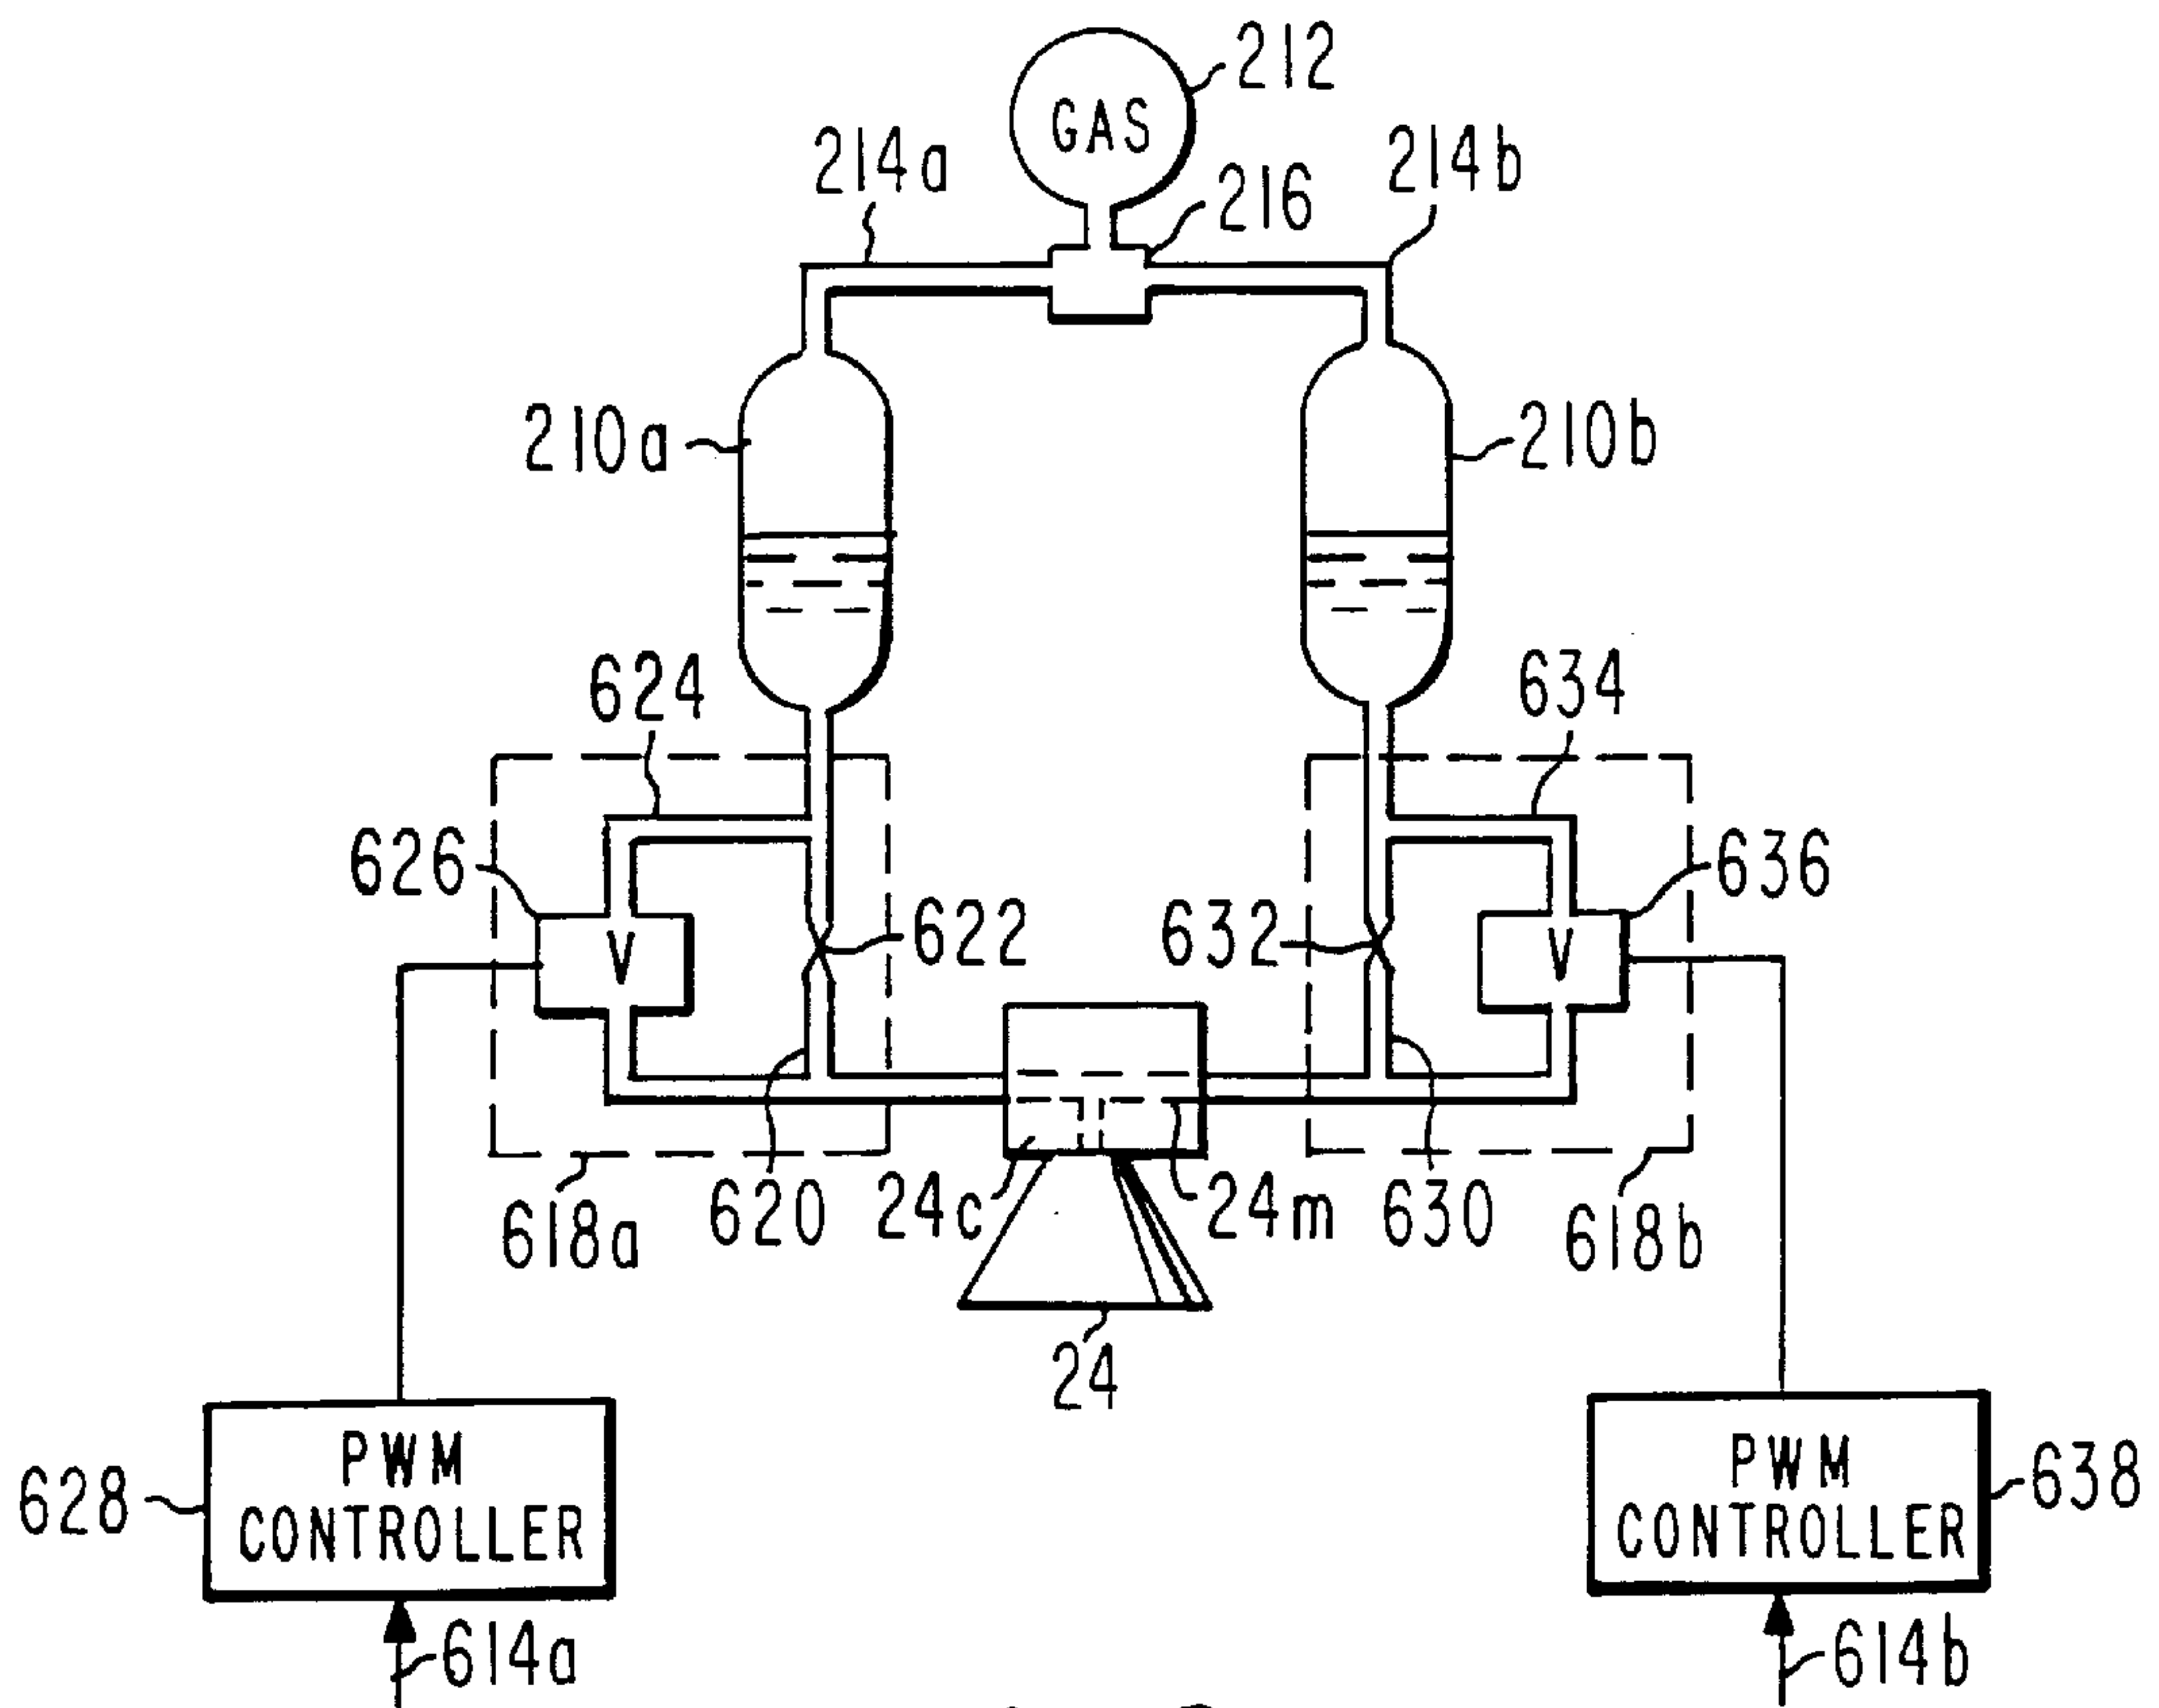 212
GAS
214a
214b
216
210a
210b
624
634
626
636
V
622
632
V
620
24c
24m
630
618a
618b
24
PWM
CONTROLLER
PWM
CONTROLLER
628
638
614a
614b